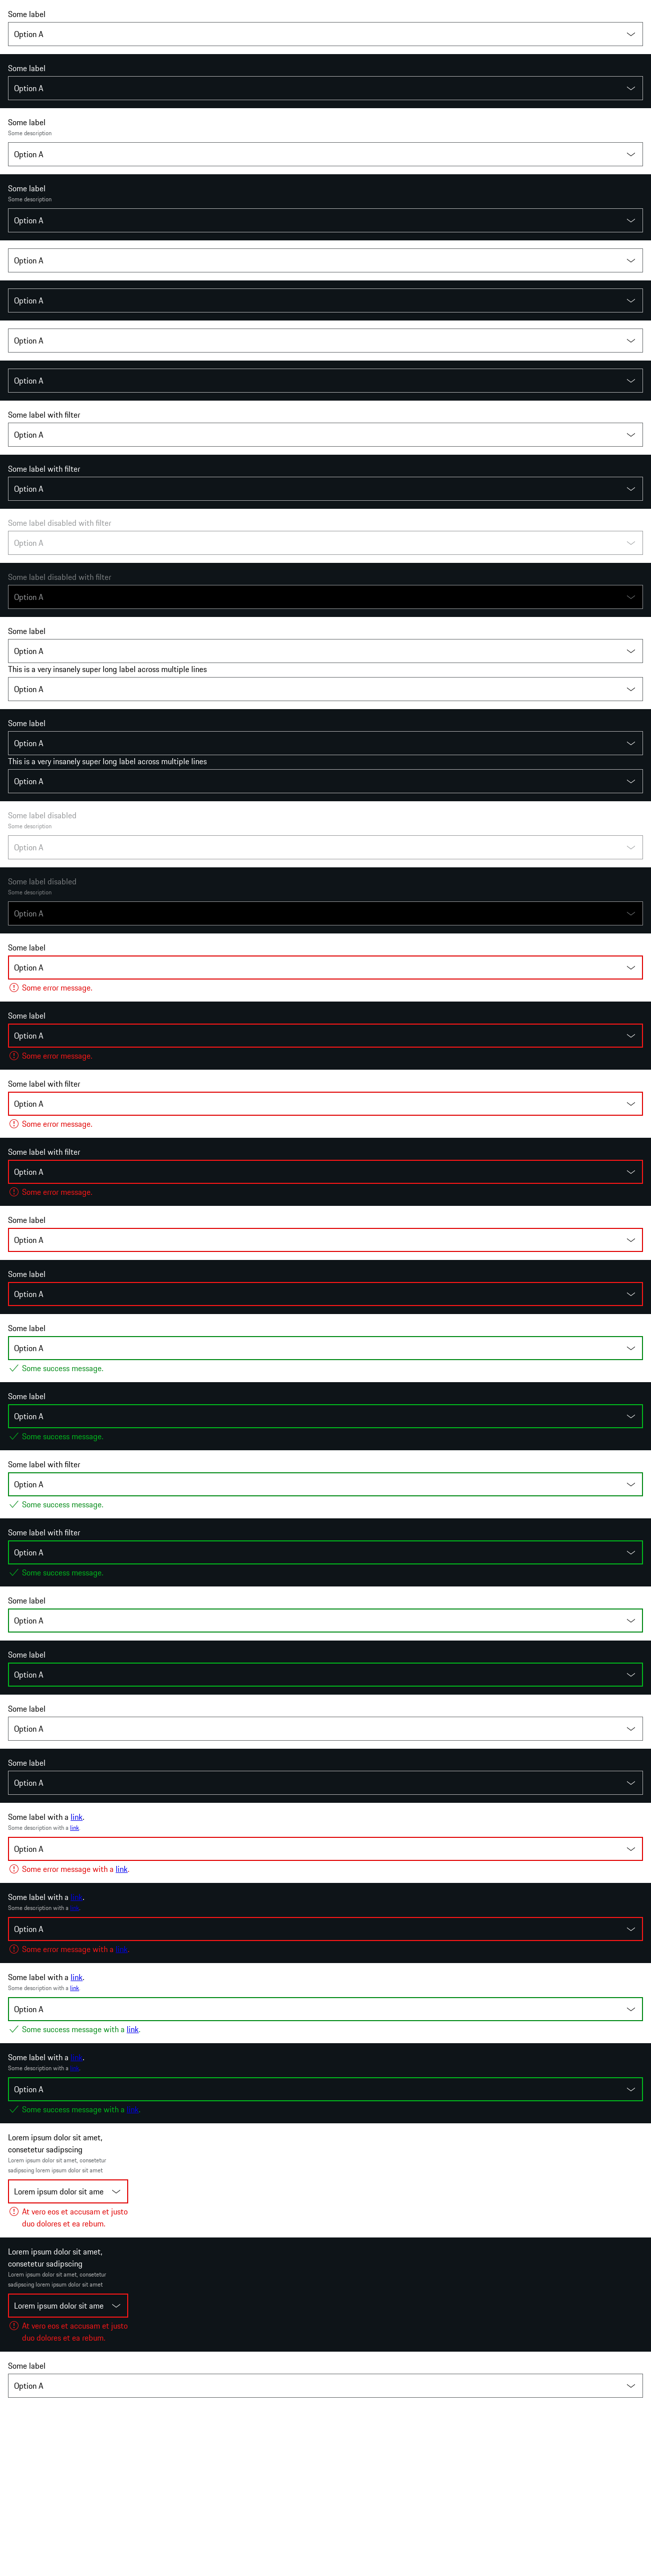 Some label
Option A
Some label
Option A
Some label
Some description
Option A
Some label
Some description
Option A
Option A
Option A
Option A
Option A
Some label with filter
Option A
Some label with filter
Option A
Some label disabled with filter
Option A
Some label disabled with filter
Option A
Some label
Option A
This is a very insanely super long label across multiple lines
Option A
Some label
Option A
This is a very insanely super long label across multiple lines
Option A
Some label disabled
Some description
Option A
Some label disabled
Some description
Option A
Some label
Option A
Some error message.
Some label
Option A
Some error message.
Some label with filter
Option A
Some error message.
Some label with filter
Option A
Some error message.
Some label
Option A
Some label
Option A
Some label
Option A
Some success message.
Some label
Option A
Some success message.
Some label with filter
Option A
Some success message.
Some label with filter
Option A
Some success message.
Some label
Option A
Some label
Option A
Some label
Option A
Some label
Option A
Some label with a link.
Some description with a link.
Option A
Some error message with a link.
Some label with a link.
Some description with a link.
Option A
Some error message with a link.
Some label with a link.
Some description with a link.
Option A
Some success message with a link.
Some label with a link.
Some description with a link.
Option A
Some success message with a link.
Lorem ipsum dolor sit amet,
consetetur sadipscing
Lorem ipsum dolor sit amet, consetetur
sadipscing lorem ipsum dolor sit amet
Lorem ipsum dolor sit ame
At vero eos et accusam et justo
duo dolores et ea rebum.
Lorem ipsum dolor sit amet,
consetetur sadipscing
Lorem ipsum dolor sit amet, consetetur
sadipscing lorem ipsum dolor sit amet
Lorem ipsum dolor sit ame
At vero eos et accusam et justo
duo dolores et ea rebum.
Some label
Option A